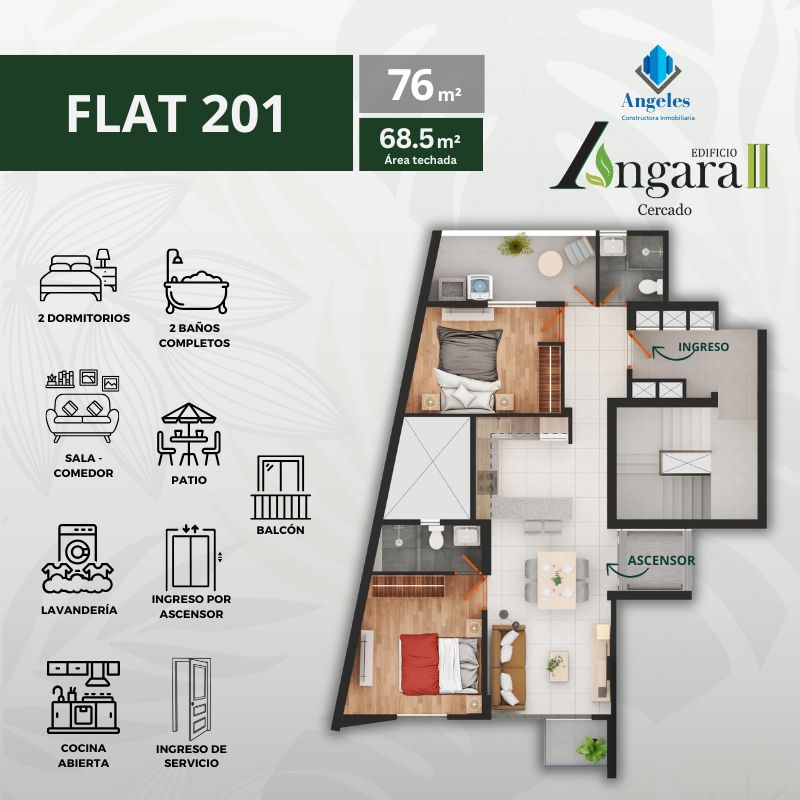 FLAT 201
76 m²
68.5 m²
Área techada
Angeles
Constructora Inmobiliaria
EDIFICIO
Angara II
Cercado
2 DORMITORIOS
2 BAÑOS
COMPLETOS
SALA -
COMEDOR
PATIO
BALCÓN
LAVANDERÍA
INGRESO POR
ASCENSOR
COCINA
ABIERTA
INGRESO DE
SERVICIO
INGRESO
ASCENSOR